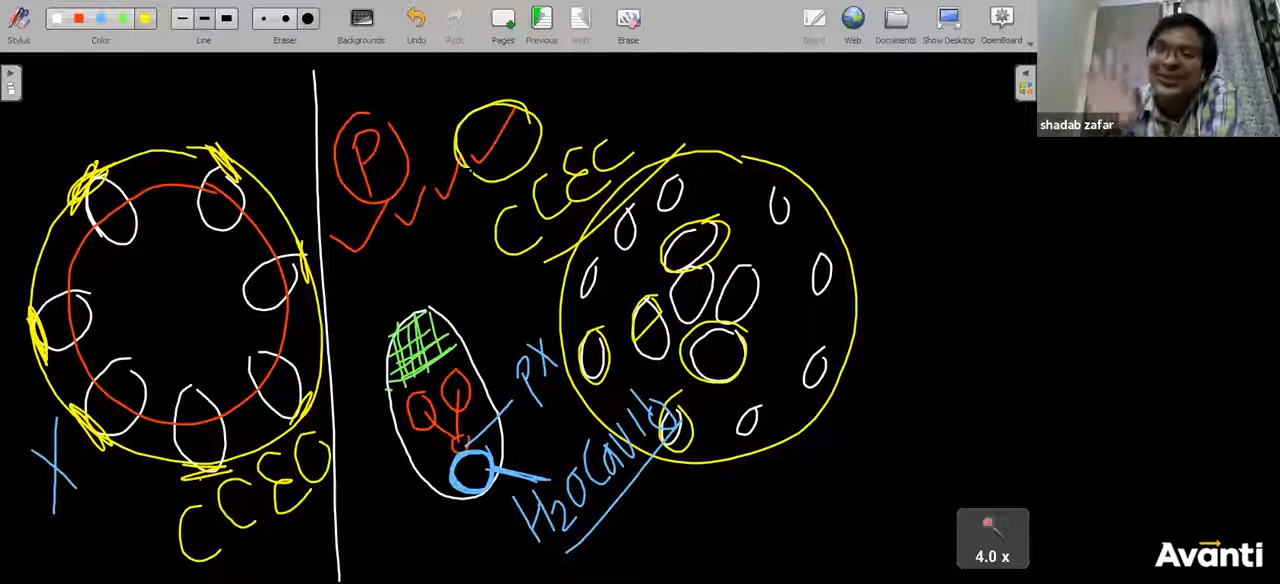 Stylus
Color
Line
Eraser
Backgrounds
Undo
Redo
Pages
Previous
Next
Erase
Board
Web
Documents
Show Desktop
OpenBoard
shadab zafar
P
CCEC
PX
H2O Cavity
X
CCEO
4.0 x
Avanti